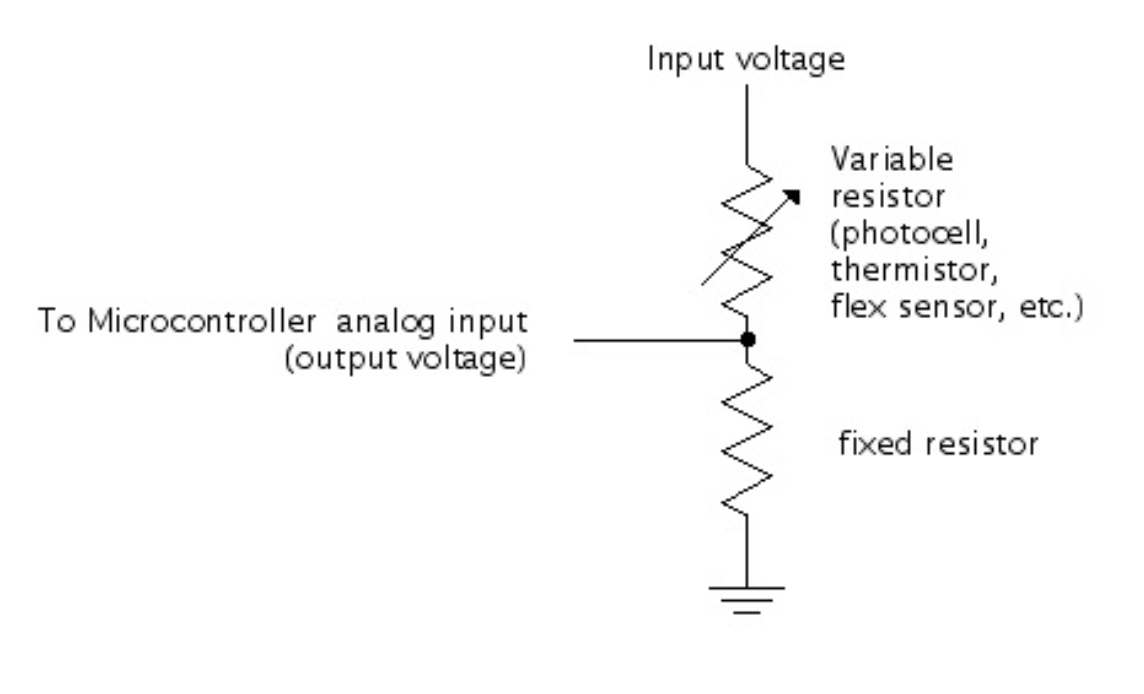 Input voltage
Variable
resistor
(photocell,
thermistor,
flex sensor, etc.)
To Microcontroller analog input
(output voltage)
fixed resistor